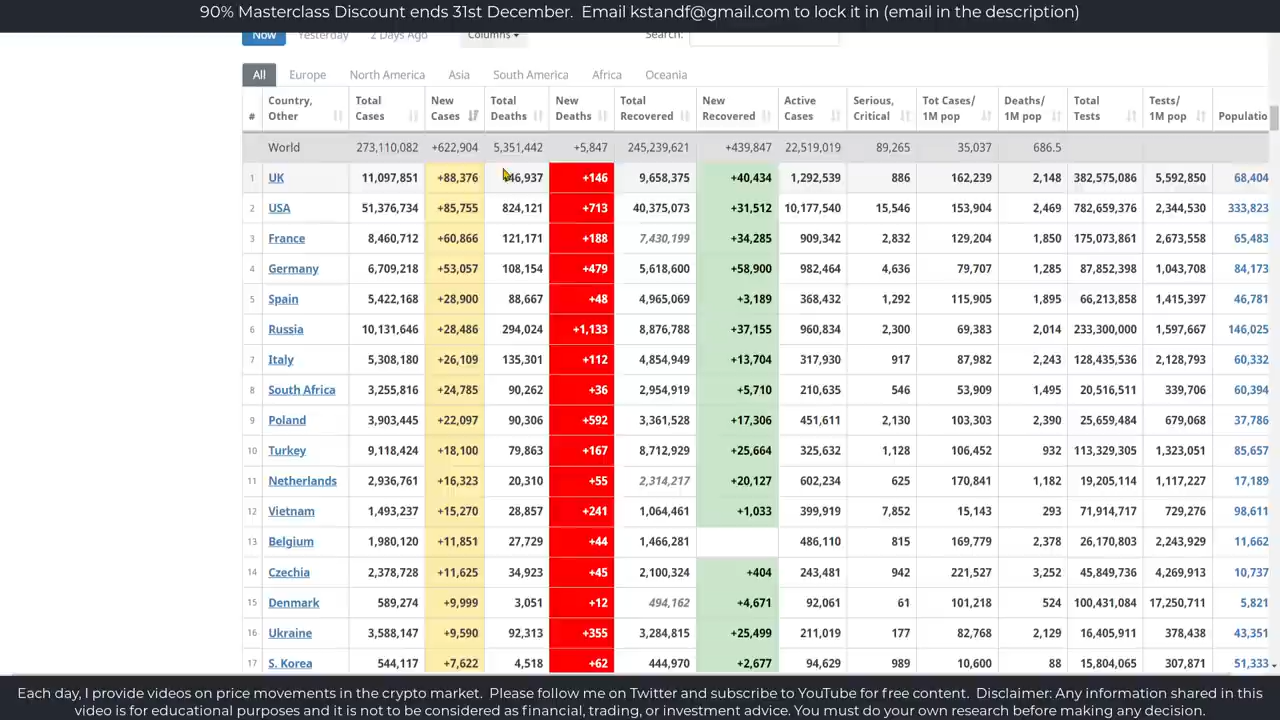 90% Masterclass Discount ends 31st December. Email kstandf@gmail.com to lock it in (email in the description)
Now Yesterday 2 Days Ago Columns Search:
All Europe North America Asia South America Africa Oceania
# Country, Other Total Cases New Cases Total Deaths New Deaths Total Recovered New Recovered Active Cases Serious, Critical Tot Cases/ 1M pop Deaths/ 1M pop Total Tests Tests/ 1M pop Populatio
World 273,110,082 +622,904 5,351,442 +5,847 245,239,621 +439,847 22,519,019 89,265 35,037 686.5
1 UK 11,097,851 +88,376 46,937 +146 9,658,375 +40,434 1,292,539 886 162,239 2,148 382,575,086 5,592,850 68,404
2 USA 51,376,734 +85,755 824,121 +713 40,375,073 +31,512 10,177,540 15,546 153,904 2,469 782,659,376 2,344,530 333,823
3 France 8,460,712 +60,866 121,171 +188 7,430,199 +34,285 909,342 2,832 129,204 1,850 175,073,861 2,673,558 65,483
4 Germany 6,709,218 +53,057 108,154 +479 5,618,600 +58,900 982,464 4,636 79,707 1,285 87,852,398 1,043,708 84,173
5 Spain 5,422,168 +28,900 88,667 +48 4,965,069 +3,189 368,432 1,292 115,905 1,895 66,213,858 1,415,397 46,781
6 Russia 10,131,646 +28,486 294,024 +1,133 8,876,788 +37,155 960,834 2,300 69,383 2,014 233,300,000 1,597,667 146,025
7 Italy 5,308,180 +26,109 135,301 +112 4,854,949 +13,704 317,930 917 87,982 2,243 128,435,536 2,128,793 60,332
8 South Africa 3,255,816 +24,785 90,262 +36 2,954,919 +5,710 210,635 546 53,909 1,495 20,516,511 339,706 60,394
9 Poland 3,903,445 +22,097 90,306 +592 3,361,528 +17,306 451,611 2,130 103,303 2,390 25,659,484 679,068 37,786
10 Turkey 9,118,424 +18,100 79,863 +167 8,712,929 +25,664 325,632 1,128 106,452 932 113,329,305 1,323,051 85,657
11 Netherlands 2,936,761 +16,323 20,310 +55 2,314,217 +20,127 602,234 625 170,841 1,182 19,205,114 1,117,227 17,189
12 Vietnam 1,493,237 +15,270 28,857 +241 1,064,461 +1,033 399,919 7,852 15,143 293 71,914,717 729,276 98,611
13 Belgium 1,980,120 +11,851 27,729 +44 1,466,281 486,110 815 169,779 2,378 26,170,803 2,243,929 11,662
14 Czechia 2,378,728 +11,625 34,923 +45 2,100,324 +404 243,481 942 221,527 3,252 45,849,736 4,269,913 10,737
15 Denmark 589,274 +9,999 3,051 +12 494,162 +4,671 92,061 61 101,218 524 100,431,084 17,250,711 5,821
16 Ukraine 3,588,147 +9,590 92,313 +355 3,284,815 +25,499 211,019 177 82,768 2,129 16,405,911 378,438 43,351
17 S. Korea 544,117 +7,622 4,518 +62 444,970 +2,677 94,629 989 10,600 88 15,804,065 307,871 51,333
Each day, I provide videos on price movements in the crypto market. Please follow me on Twitter and subscribe to YouTube for free content. Disclaimer: Any information shared in this
video is for educational purposes and it is not to be considered as financial, trading, or investment advice. You must do your own research before making any decision.